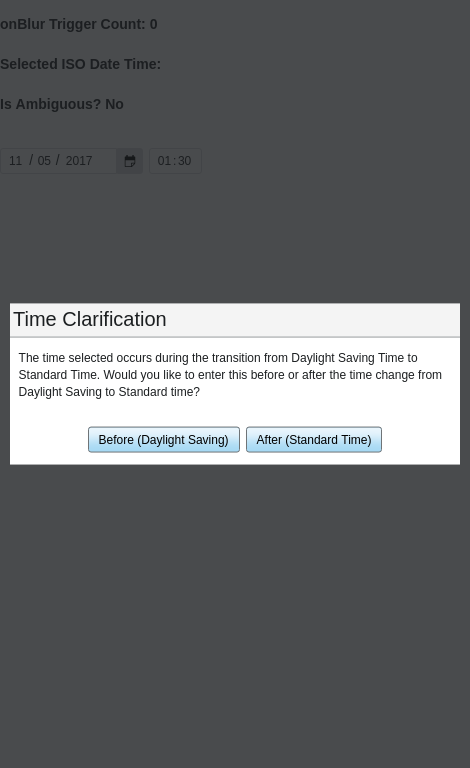 onBlur Trigger Count: 0
Selected ISO Date Time:
Is Ambiguous? No
11 / 05 / 2017 01:30
Time Clarification
The time selected occurs during the transition from Daylight Saving Time to
Standard Time. Would you like to enter this before or after the time change from
Daylight Saving to Standard time?
Before (Daylight Saving) After (Standard Time)